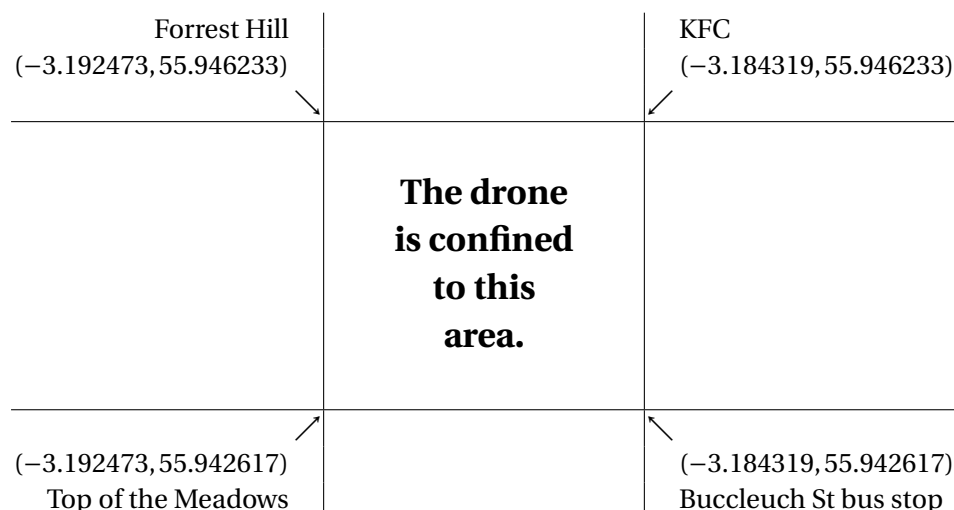 Forrest Hill
(−3.192473, 55.946233)
KFC
(−3.184319, 55.946233)
The drone
is confined
to this
area.
(−3.192473, 55.942617)
Top of the Meadows
(−3.184319, 55.942617)
Buccleuch St bus stop